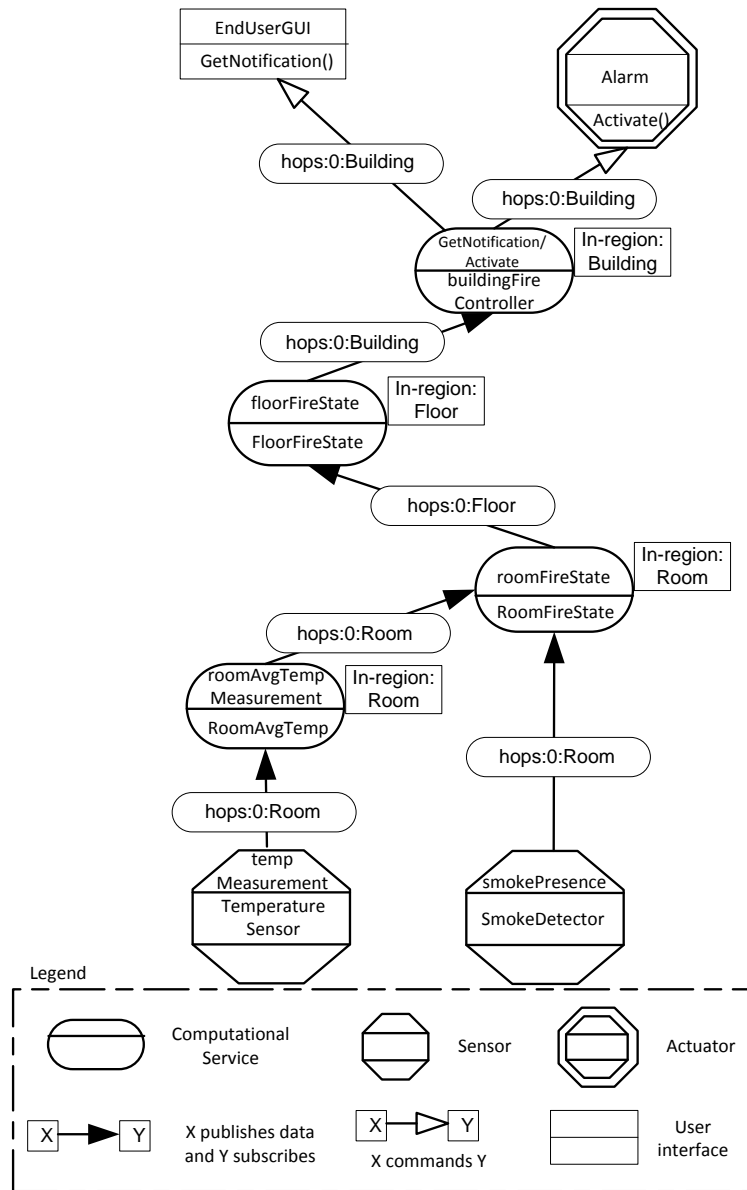 EndUserGUI
GetNotification()
Alarm
Activate()
hops:0:Building
hops:0:Building
GetNotification/
Activate
buildingFire
Controller
In-region:
Building
hops:0:Building
floorFireState
FloorFireState
In-region:
Floor
hops:0:Floor
roomFireState
RoomFireState
In-region:
Room
hops:0:Room
roomAvgTemp
Measurement
RoomAvgTemp
In-region:
Room
hops:0:Room
hops:0:Room
temp
Measurement
Temperature
Sensor
smokePresence
SmokeDetector
Legend
Computational
Service
Sensor
Actuator
X
Y
X publishes data
and Y subscribes
X
Y
X commands Y
User
interface